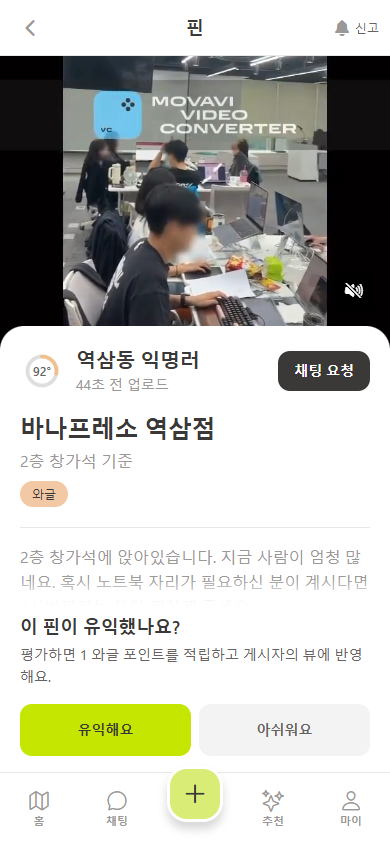 핀
신고
VC
MOVAVI
VIDEO
CONVERTER
92°
역삼동 익명러
44초 전 업로드
채팅 요청
바나프레소 역삼점
2층 창가석 기준
와글
2층 창가석에 앉아있습니다. 지금 사람이 엄청 많
네요. 혹시 노트북 자리가 필요하신 분이 계시다면
이 핀이 유익했나요?
평가하면 1 와글 포인트를 적립하고 게시자의 뷰에 반영
해요.
유익해요
아쉬워요
홈
채팅
추천
마이